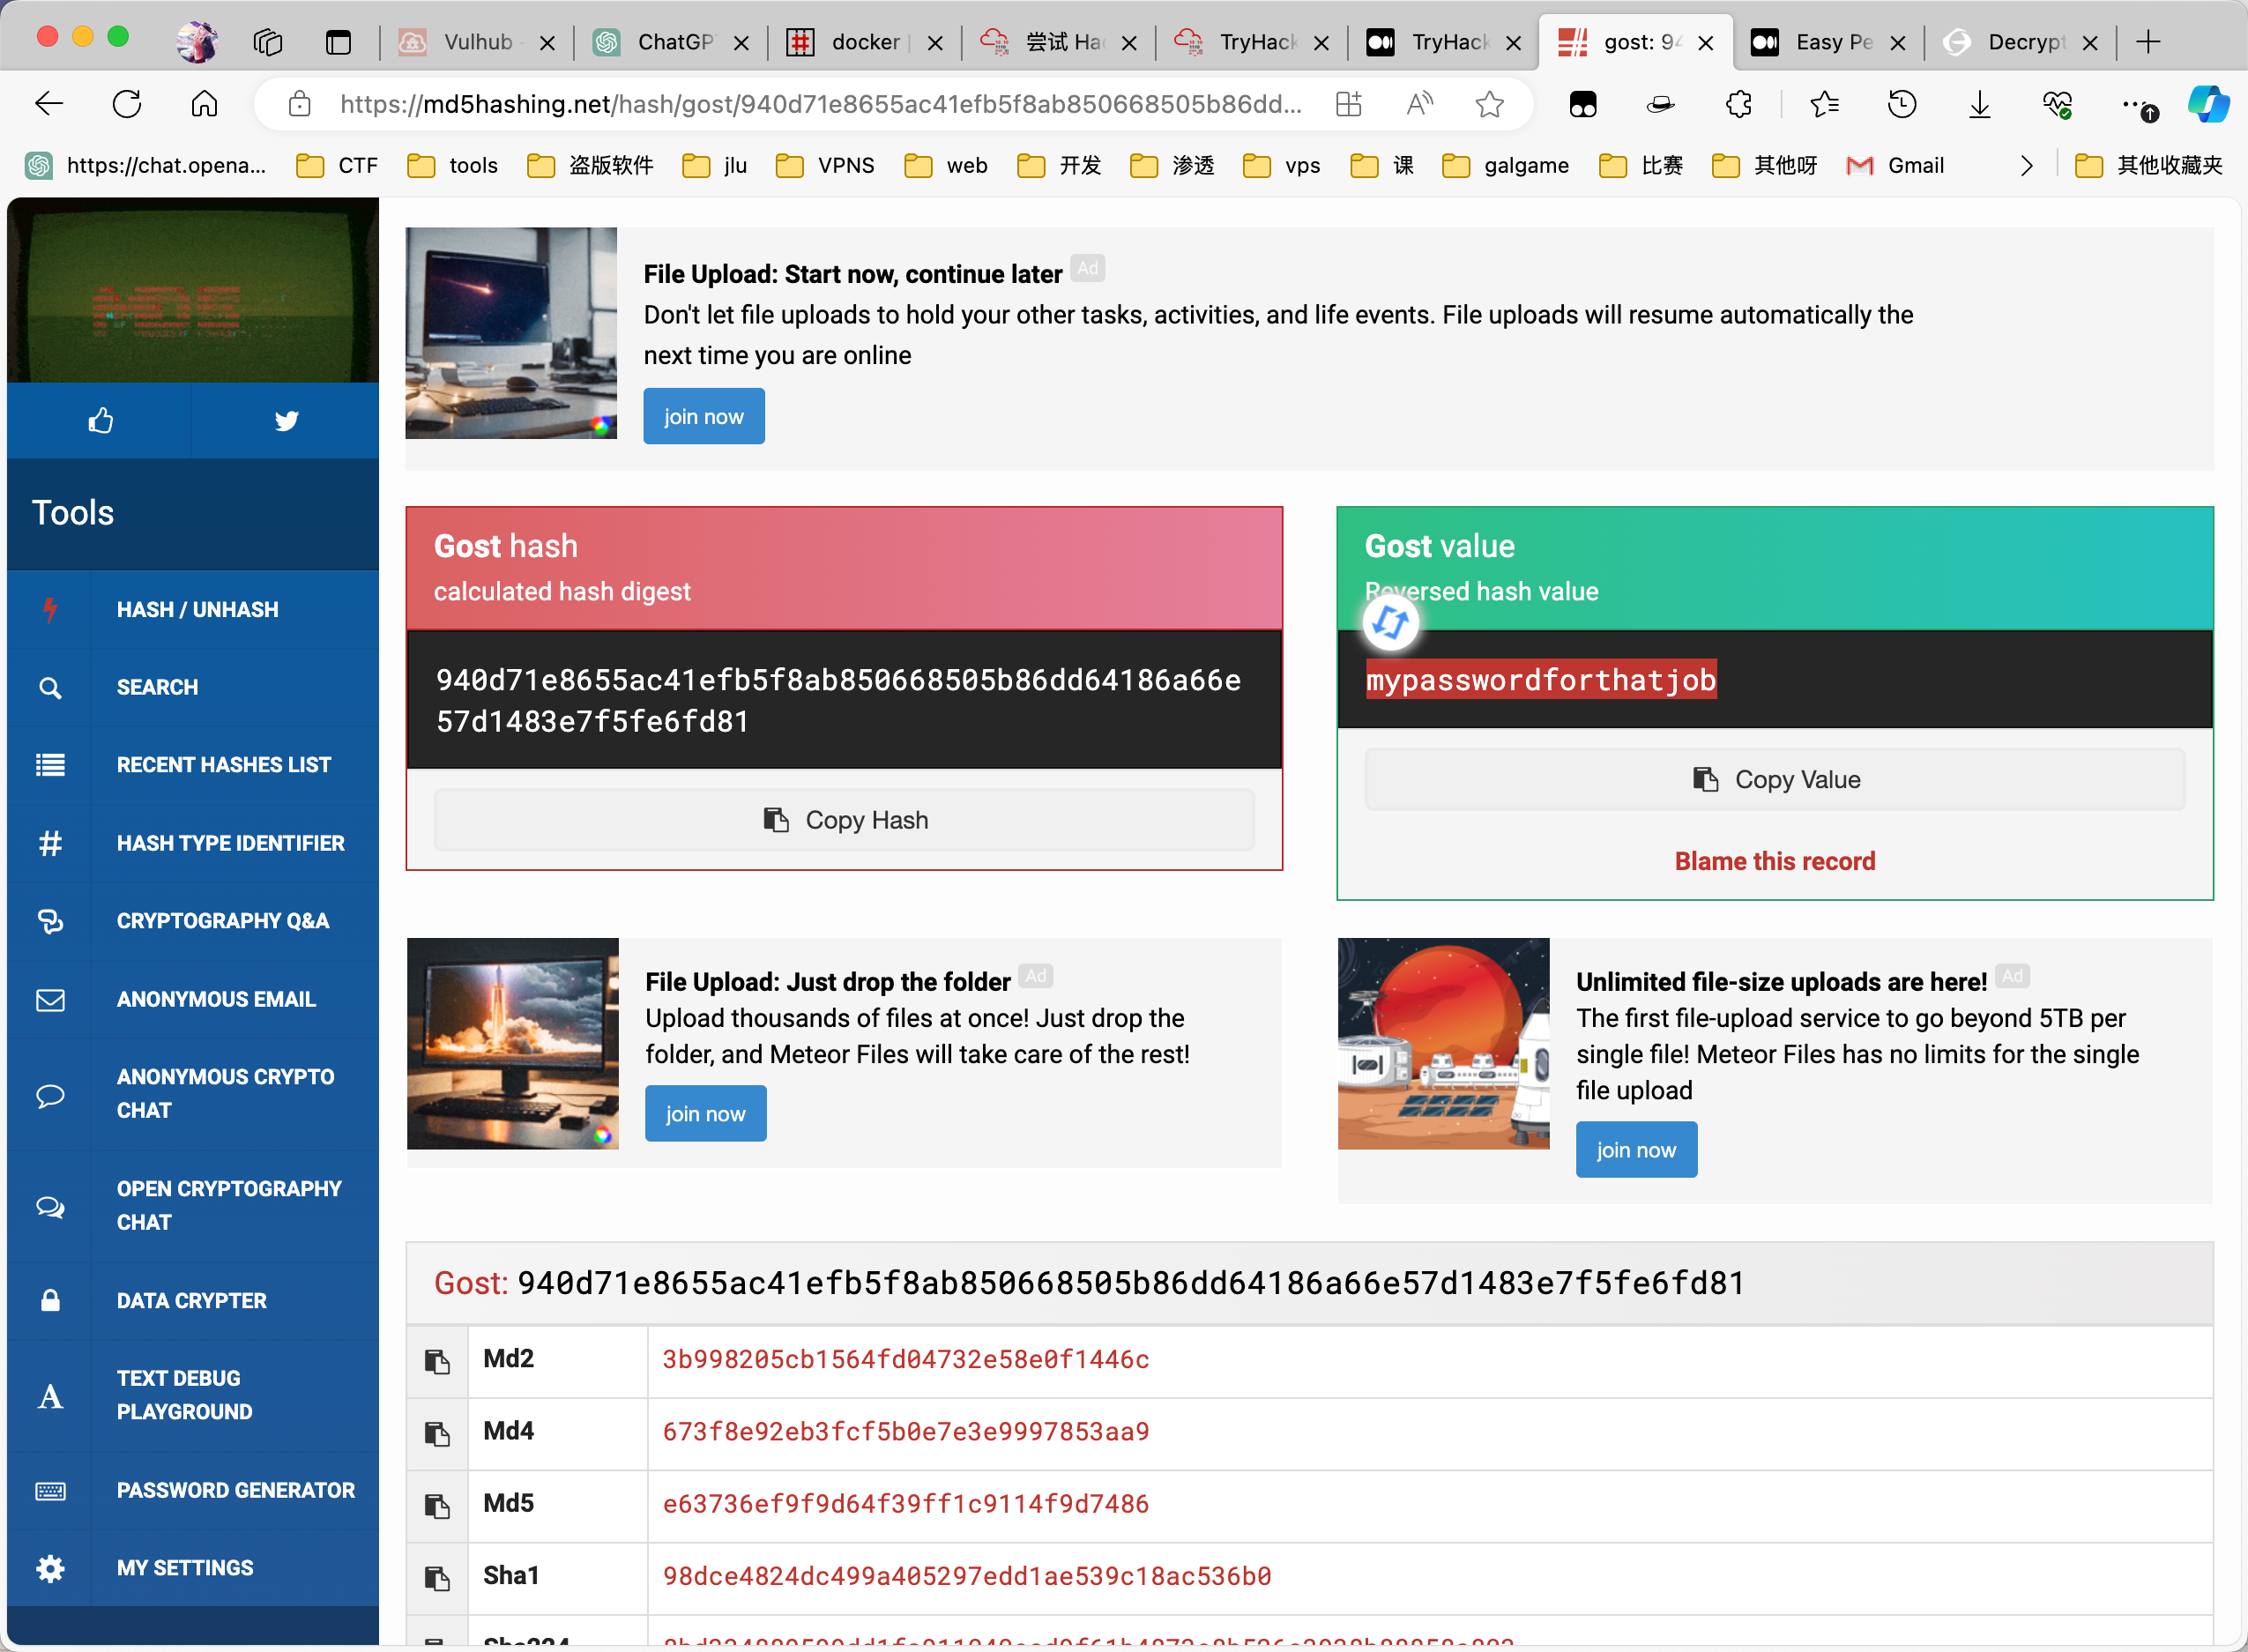 Vulhub
ChatGP
docker
尝试 Hac
TryHack
TryHack
gost: 94
Easy Pe
Decrypt
https://md5hashing.net/hash/gost/940d71e8655ac41efb5f8ab850668505b86dd...
https://chat.opena...
CTF
tools
盗版软件
jlu
VPNS
web
开发
渗透
vps
课
galgame
比赛
其他呀
Gmail
其他收藏夹
File Upload: Start now, continue later Ad
Don't let file uploads to hold your other tasks, activities, and life events. File uploads will resume automatically the
next time you are online
join now
Tools
HASH / UNHASH
SEARCH
RECENT HASHES LIST
HASH TYPE IDENTIFIER
CRYPTOGRAPHY Q&A
ANONYMOUS EMAIL
ANONYMOUS CRYPTO
CHAT
OPEN CRYPTOGRAPHY
CHAT
DATA CRYPTER
TEXT DEBUG
PLAYGROUND
PASSWORD GENERATOR
MY SETTINGS
Gost hash
calculated hash digest
940d71e8655ac41efb5f8ab850668505b86dd64186a66e
57d1483e7f5fe6fd81
Copy Hash
Gost value
Reversed hash value
mypasswordforthatjob
Copy Value
Blame this record
File Upload: Just drop the folder Ad
Upload thousands of files at once! Just drop the
folder, and Meteor Files will take care of the rest!
join now
Unlimited file-size uploads are here! Ad
The first file-upload service to go beyond 5TB per
single file! Meteor Files has no limits for the single
file upload
join now
Gost: 940d71e8655ac41efb5f8ab850668505b86dd64186a66e57d1483e7f5fe6fd81
Md2 3b998205cb1564fd04732e58e0f1446c
Md4 673f8e92eb3fcf5b0e7e3e9997853aa9
Md5 e63736ef9f9d64f39ff1c9114f9d7486
Sha1 98dce4824dc499a405297edd1ae539c18ac536b0